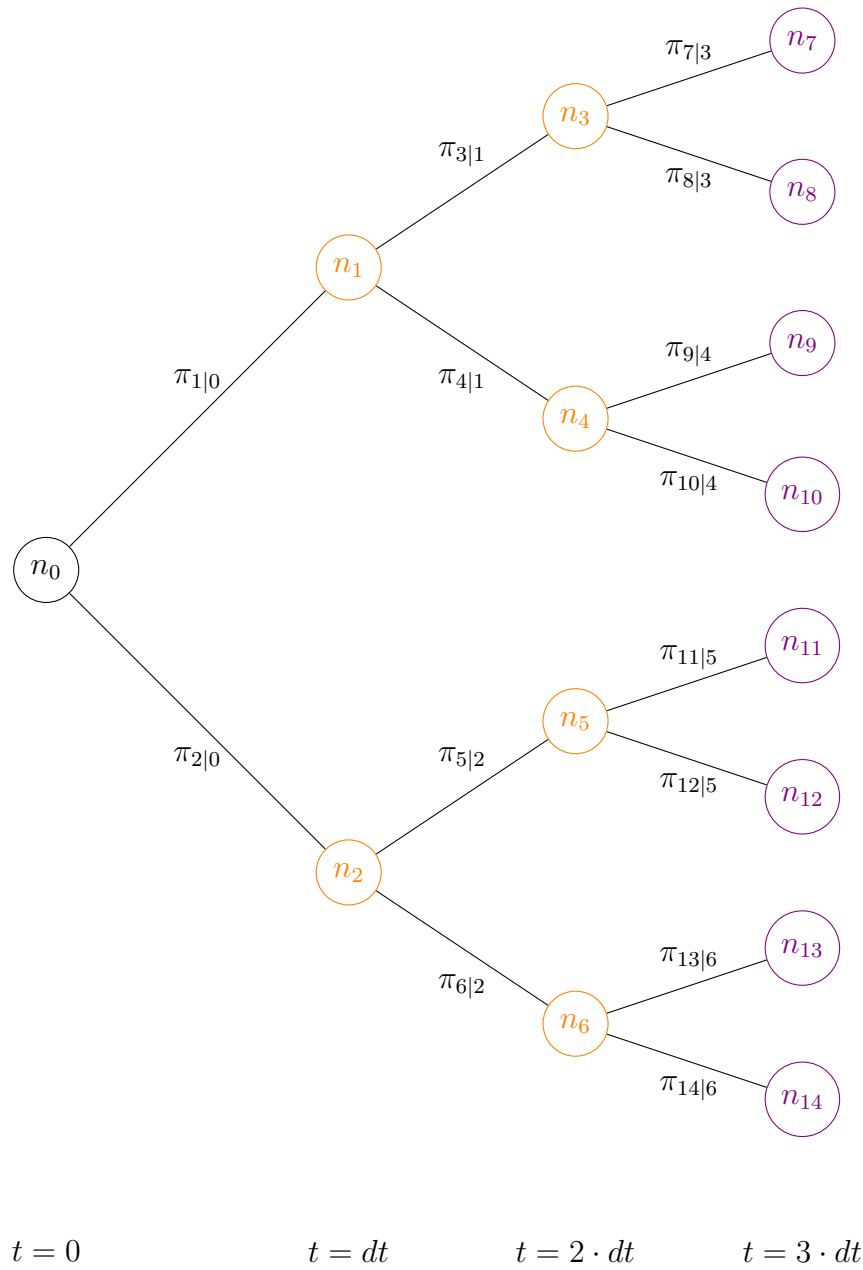 n₇
π₇|₃
n₃
π₃|₁
π₈|₃
n₈
n₁
n₉
π₉|₄
π₁|₀
π₄|₁
n₄
π₁₀|₄
n₁₀
n₀
n₁₁
π₁₁|₅
n₅
π₂|₀
π₅|₂
π₁₂|₅
n₁₂
n₂
n₁₃
π₁₃|₆
π₆|₂
n₆
π₁₄|₆
n₁₄
t = 0 t = dt t = 2 · dt t = 3 · dt